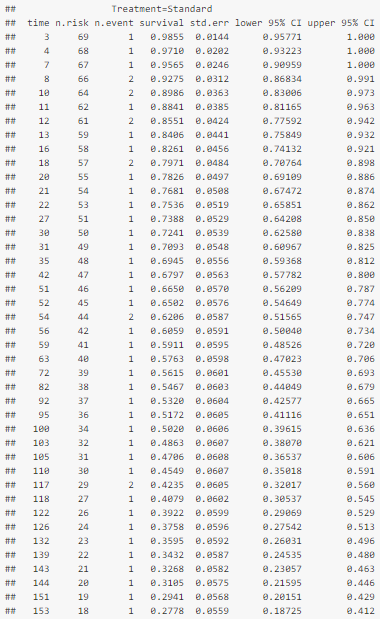 ## Treatment=Standard
## time n.risk n.event survival std.err lower 95% CI upper 95% CI
## 3 69 1 0.9855 0.0144 0.95771 1.000
## 4 68 1 0.9710 0.0202 0.93223 1.000
## 7 67 1 0.9565 0.0246 0.90959 1.000
## 8 66 2 0.9275 0.0312 0.86834 0.991
## 10 64 2 0.8986 0.0363 0.83006 0.973
## 11 62 1 0.8841 0.0385 0.81165 0.963
## 12 61 2 0.8551 0.0424 0.77592 0.942
## 13 59 1 0.8406 0.0441 0.75849 0.932
## 16 58 1 0.8261 0.0456 0.74132 0.921
## 18 57 2 0.7971 0.0484 0.70764 0.898
## 20 55 1 0.7826 0.0497 0.69109 0.886
## 21 54 1 0.7681 0.0508 0.67472 0.874
## 22 53 1 0.7536 0.0519 0.65851 0.862
## 27 51 1 0.7388 0.0529 0.64208 0.850
## 30 50 1 0.7241 0.0539 0.62580 0.838
## 31 49 1 0.7093 0.0548 0.60967 0.825
## 35 48 1 0.6945 0.0556 0.59368 0.812
## 42 47 1 0.6797 0.0563 0.57782 0.800
## 51 46 1 0.6650 0.0570 0.56209 0.787
## 52 45 1 0.6502 0.0576 0.54649 0.774
## 54 44 2 0.6206 0.0587 0.51565 0.747
## 56 42 1 0.6059 0.0591 0.50040 0.734
## 59 41 1 0.5911 0.0595 0.48526 0.720
## 63 40 1 0.5763 0.0598 0.47023 0.706
## 72 39 1 0.5615 0.0601 0.45530 0.693
## 82 38 1 0.5467 0.0603 0.44049 0.679
## 92 37 1 0.5320 0.0604 0.42577 0.665
## 95 36 1 0.5172 0.0605 0.41116 0.651
## 100 34 1 0.5020 0.0606 0.39615 0.636
## 103 32 1 0.4863 0.0607 0.38070 0.621
## 105 31 1 0.4706 0.0608 0.36537 0.606
## 110 30 1 0.4549 0.0607 0.35018 0.591
## 117 29 2 0.4235 0.0605 0.32017 0.560
## 118 27 1 0.4079 0.0602 0.30537 0.545
## 122 26 1 0.3922 0.0599 0.29069 0.529
## 126 24 1 0.3758 0.0596 0.27542 0.513
## 132 23 1 0.3595 0.0592 0.26031 0.496
## 139 22 1 0.3432 0.0587 0.24535 0.480
## 143 21 1 0.3268 0.0582 0.23057 0.463
## 144 20 1 0.3105 0.0575 0.21595 0.446
## 151 19 1 0.2941 0.0568 0.20151 0.429
## 153 18 1 0.2778 0.0559 0.18725 0.412